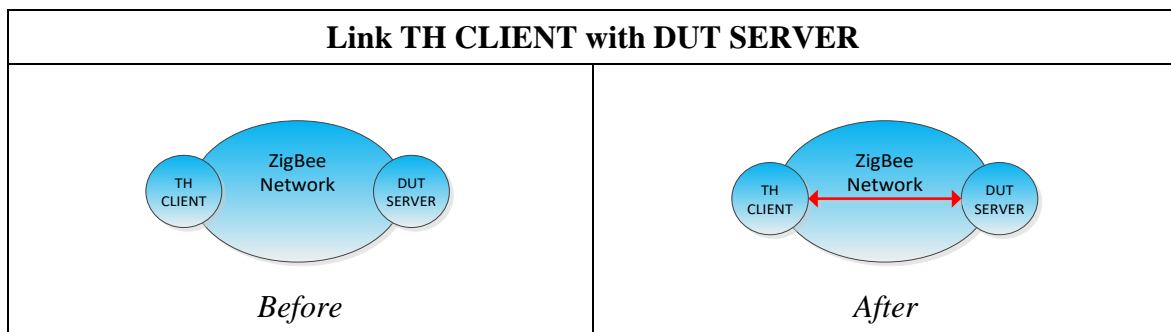 Link TH CLIENT with DUT SERVER
ZigBee
Network
TH
CLIENT
DUT
SERVER
Before
ZigBee
Network
TH
CLIENT
DUT
SERVER
After